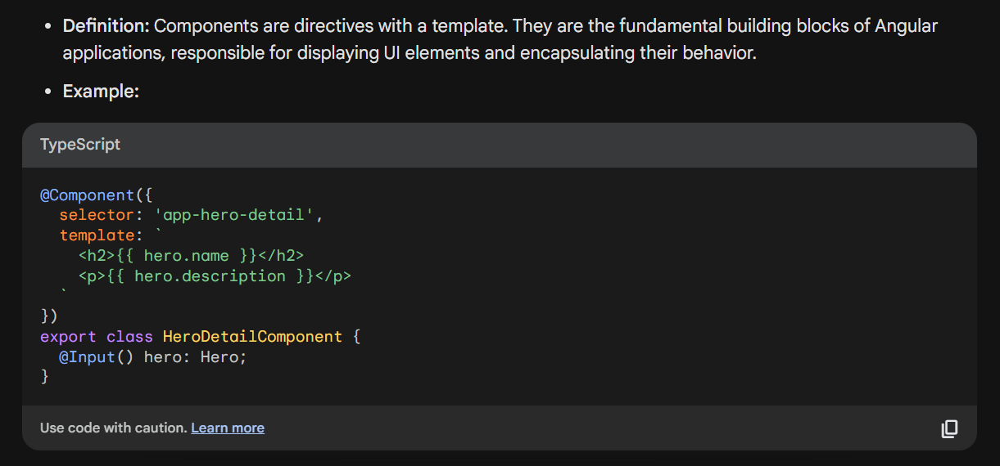 • Definition: Components are directives with a template. They are the fundamental building blocks of Angular
applications, responsible for displaying UI elements and encapsulating their behavior.
• Example:
TypeScript
@Component({
  selector: 'app-hero-detail',
  template: `
    <h2>{{ hero.name }}</h2>
    <p>{{ hero.description }}</p>
  `
})
export class HeroDetailComponent {
  @Input() hero: Hero;
}
Use code with caution. Learn more